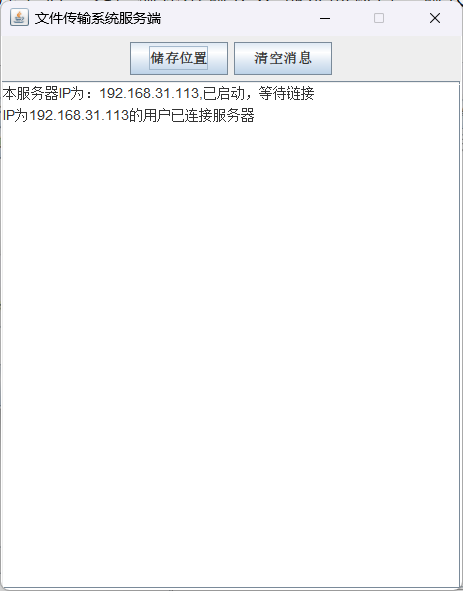 文件传输系统服务端
储存位置 清空消息
本服务器IP为：192.168.31.113,已启动，等待链接
IP为192.168.31.113的用户已连接服务器